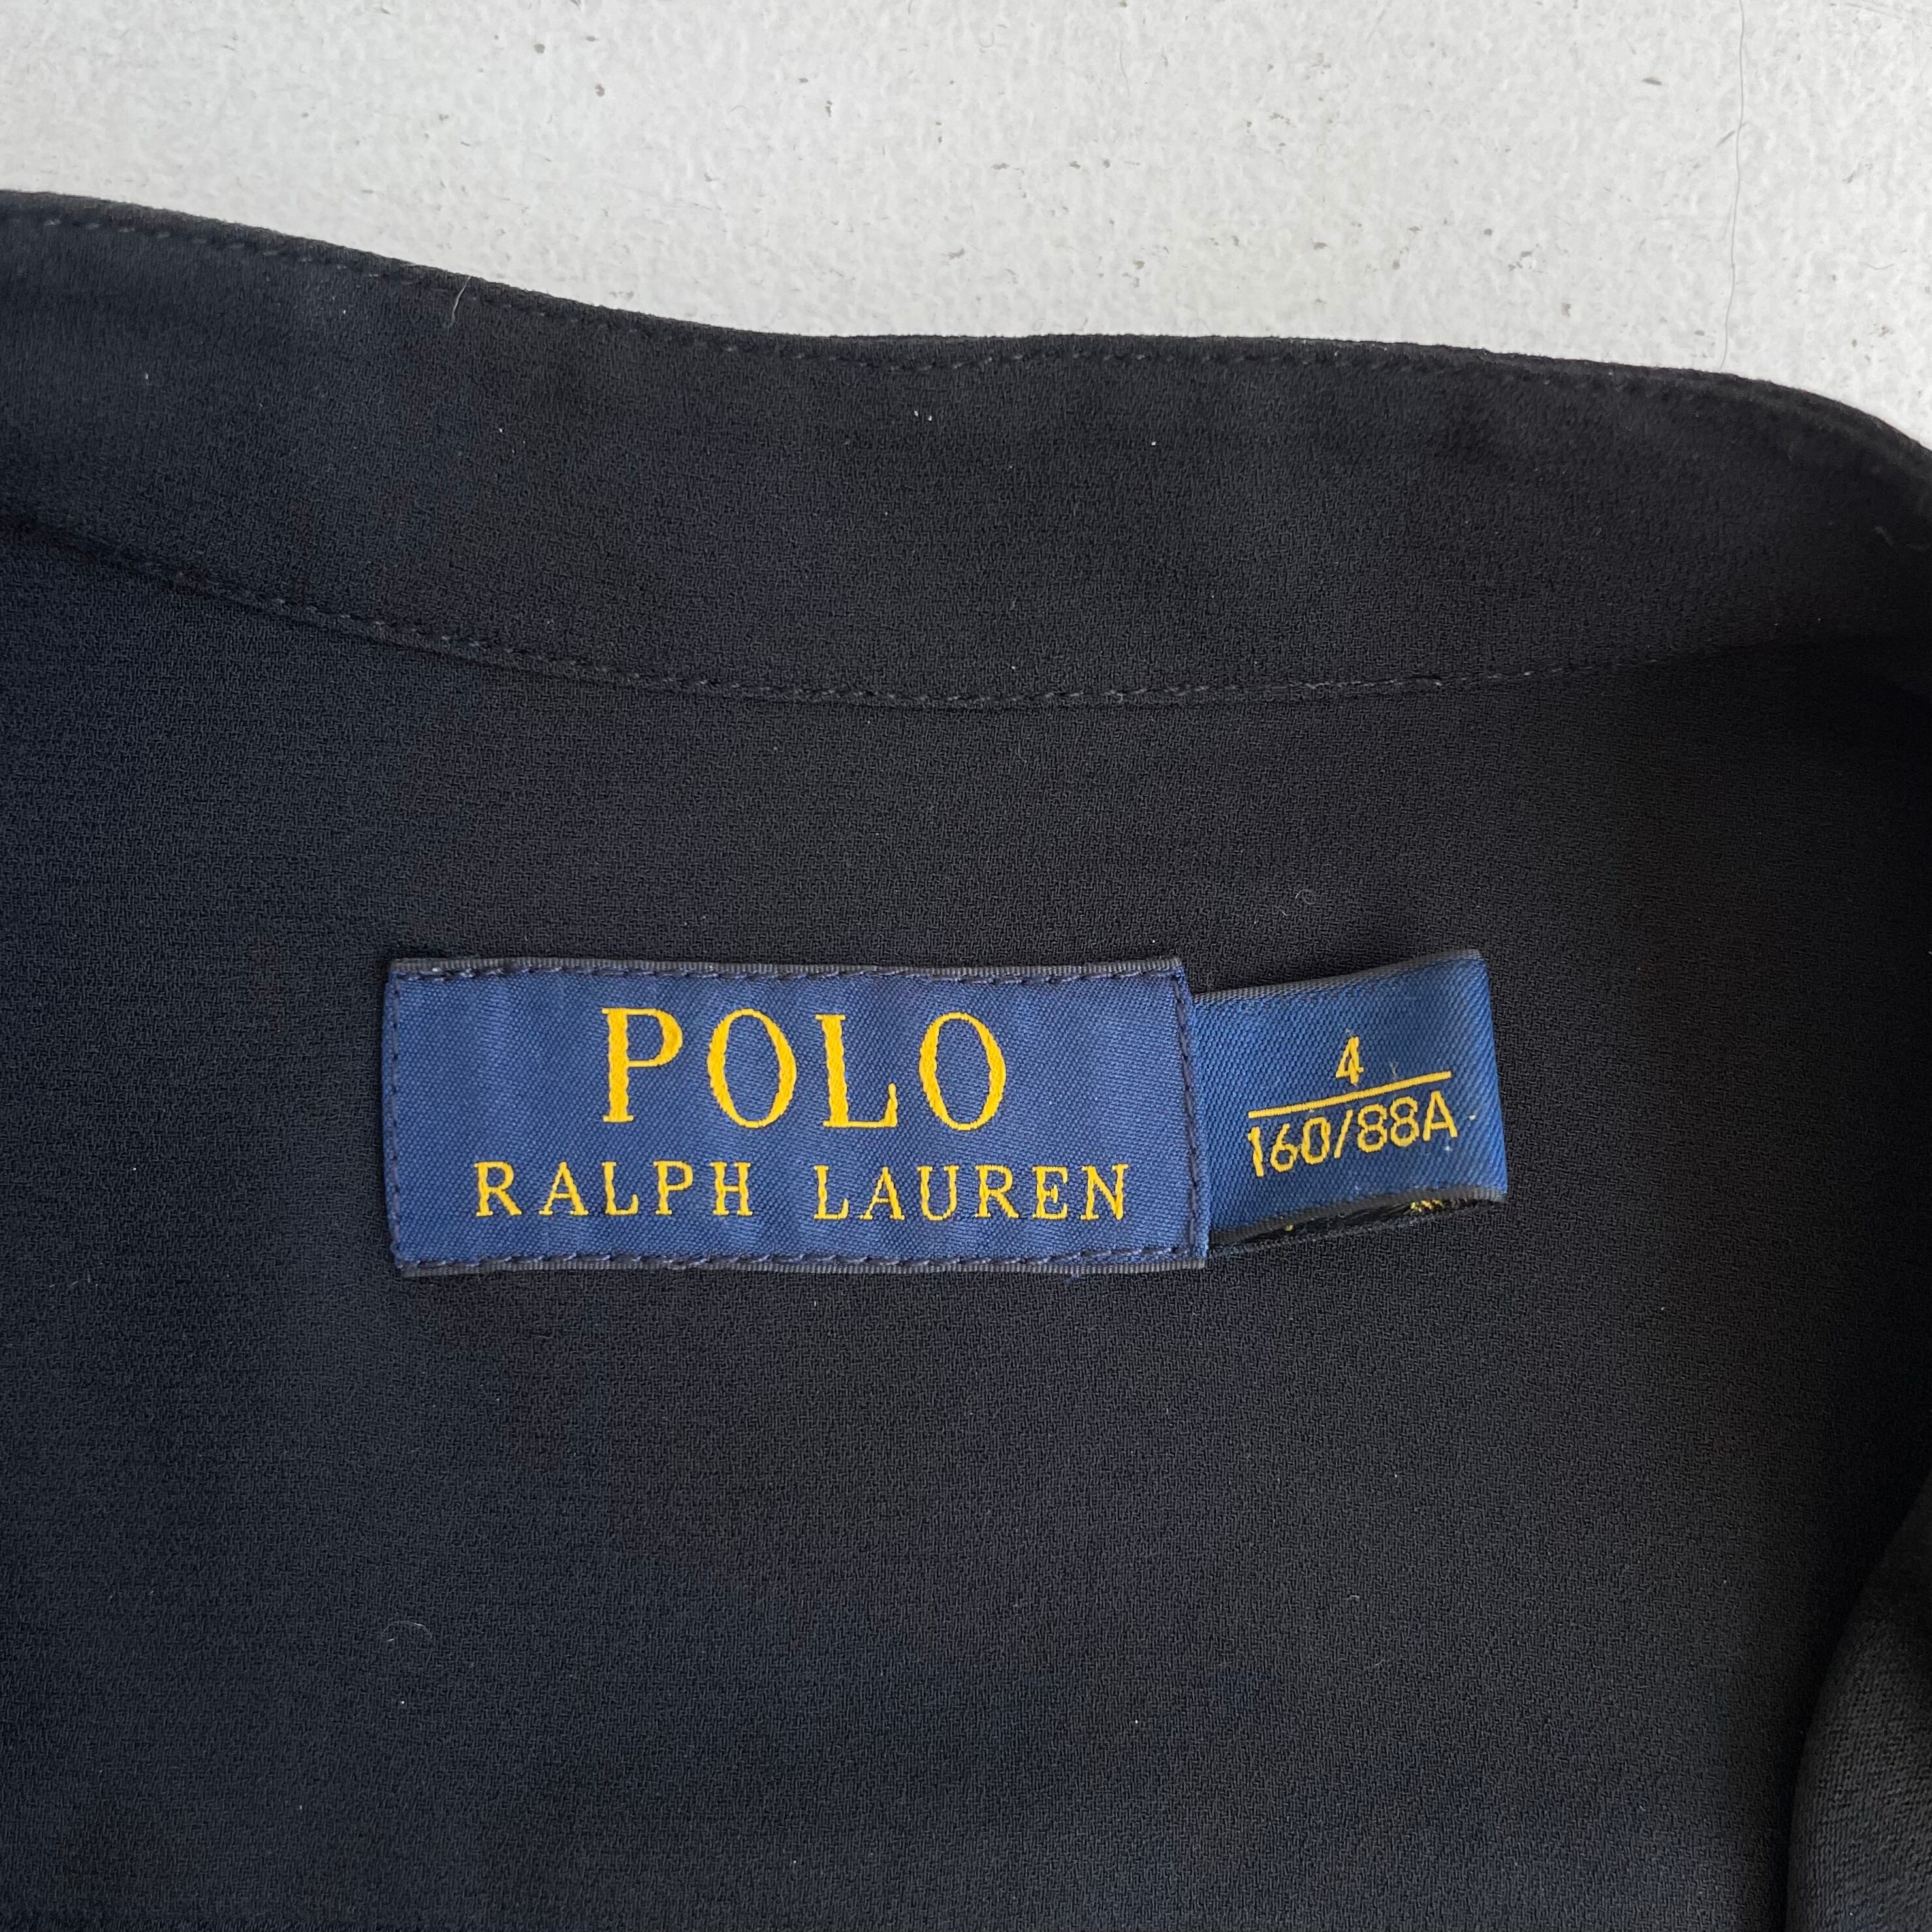 POLO
RALPH LAUREN
4
160/88A